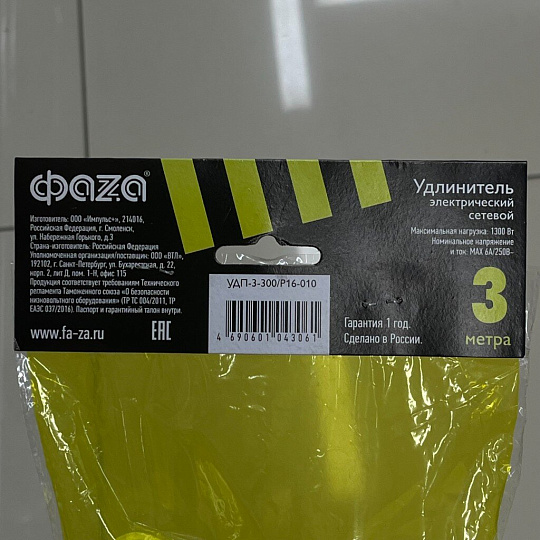 фаzа®
Изготовитель: ООО «Импульс+», 214016,
Российская Федерация, г. Смоленск,
ул. Набережная Горького, д.3
Страна-изготовитель: Российская Федерация
Уполномоченная организация/поставщик: ООО «ВТЛ»,
192102, г. Санкт-Петербург, ул. Бухарестская, д. 22,
корп. 2, лит Д, пом. 1-Н, офис 115
Продукция соответствует требованиям Технического
регламента Таможенного союза «О безопасности
низковольтного оборудования» (ТР ТС 004/2011, ТР
ЕАЭС 037/2016). Паспорт и гарантийный талон внутри.
www.fa-za.ru
EAC
УДП-3-300/Р16-010
4 690601 043061
Удлинитель
электрический
сетевой
Максимальная нагрузка: 1300 Вт
Номинальное напряжение
и ток: МАХ 6А/250В~
3
метра
Гарантия 1 год.
Сделано в России.